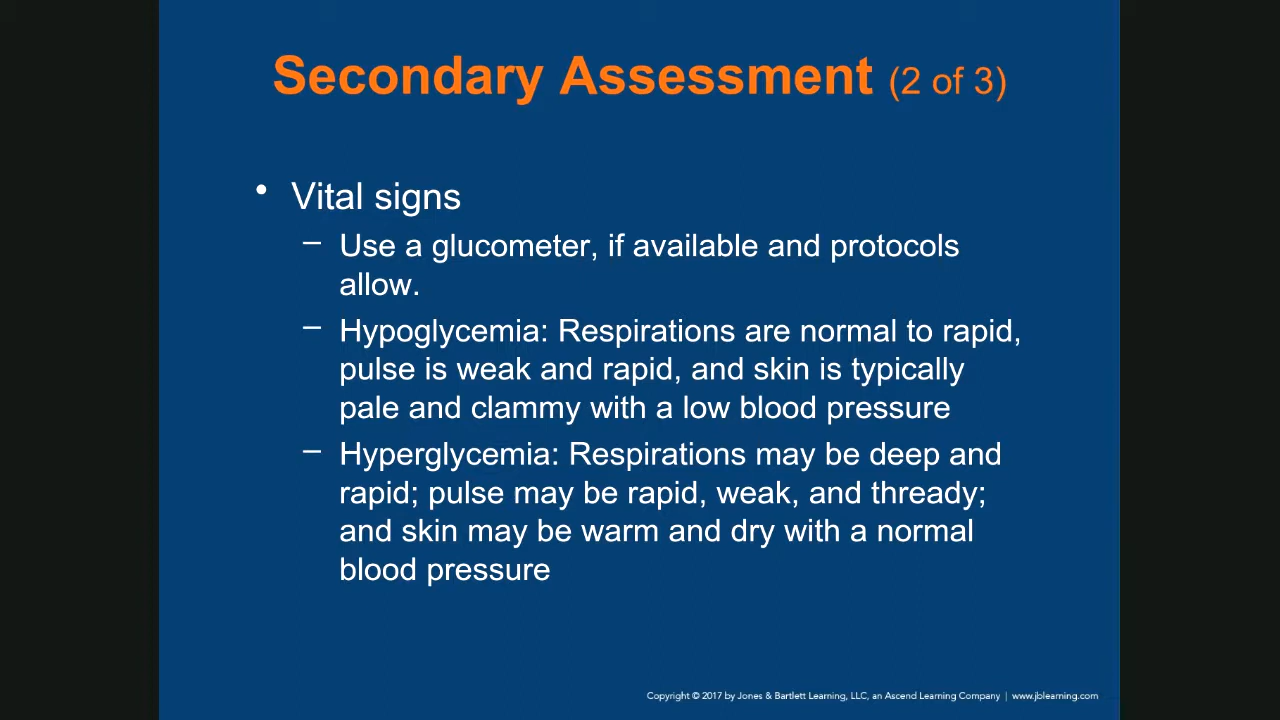 Secondary Assessment (2 of 3)
• Vital signs
– Use a glucometer, if available and protocols
allow.
– Hypoglycemia: Respirations are normal to rapid,
pulse is weak and rapid, and skin is typically
pale and clammy with a low blood pressure
– Hyperglycemia: Respirations may be deep and
rapid; pulse may be rapid, weak, and thready;
and skin may be warm and dry with a normal
blood pressure
Copyright © 2017 by Jones & Bartlett Learning, LLC, an Ascend Learning Company | www.jblearning.com